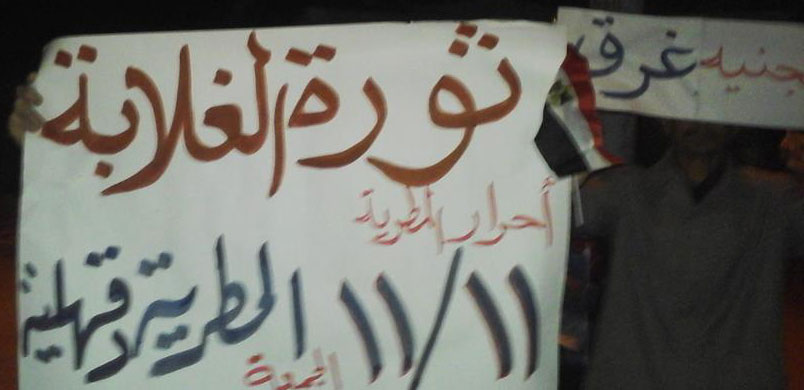 ثورة الغلابة
أحرار المطرية
١١/١١ المطرية دقهلية
الجمعة
جنيه غرق